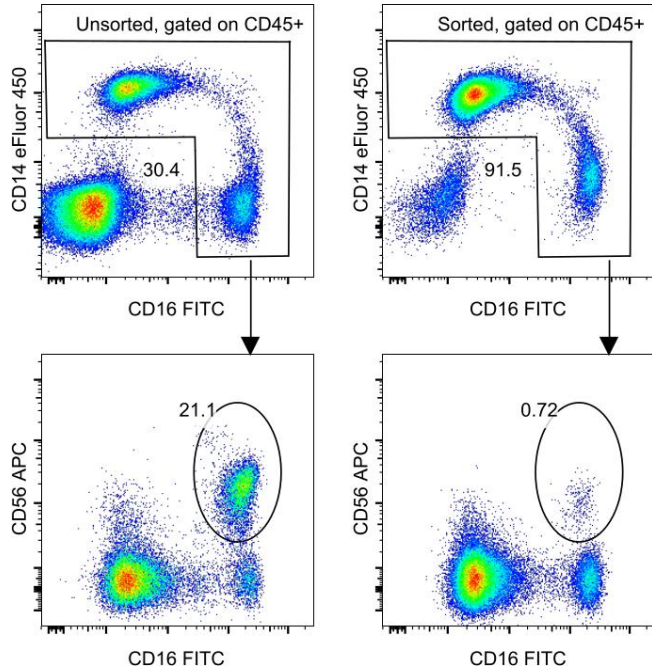 Unsorted, gated on CD45+
CD14 eFluor 450
30.4
CD16 FITC
Sorted, gated on CD45+
CD14 eFluor 450
91.5
CD16 FITC
21.1
CD56 APC
CD16 FITC
0.72
CD56 APC
CD16 FITC